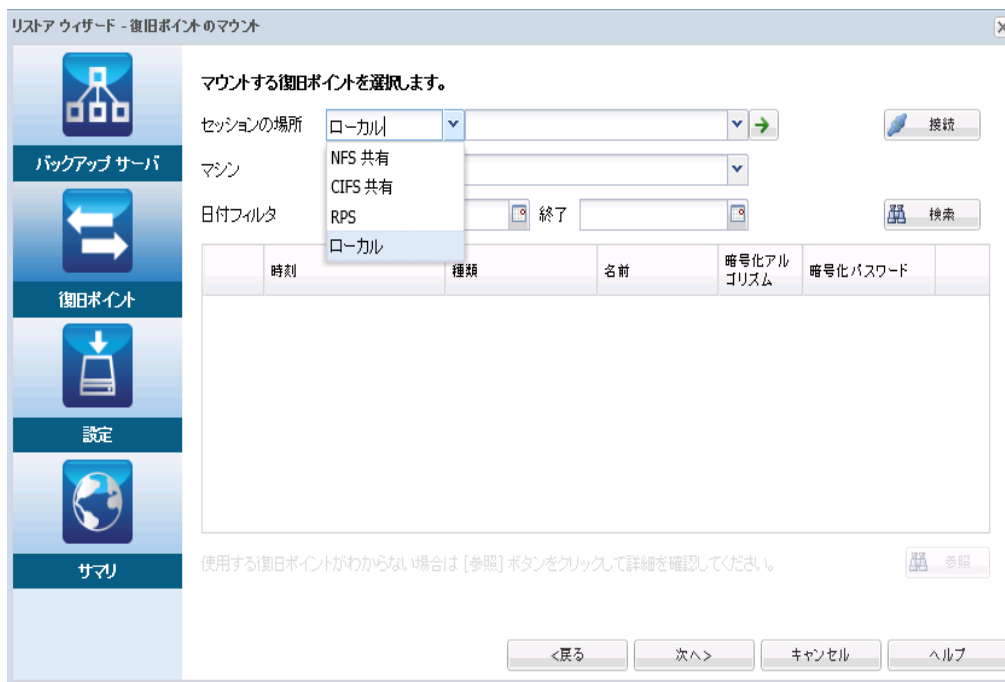 リストア ウィザード - 復旧ポイントのマウント
バックアップ サーバ
復旧ポイント
設定
サマリ
マウントする復旧ポイントを選択します。
セッションの場所
ローカル
接続
NFS 共有
CIFS 共有
RPS
ローカル
マシン
日付フィルタ
終了
検索
時刻
種類
名前
暗号化アル
ゴリズム
暗号化パスワード
使用する復旧ポイントがわからない場合は [参照] ボタンをクリックして詳細を確認してください。
参照
<戻る
次へ>
キャンセル
ヘルプ